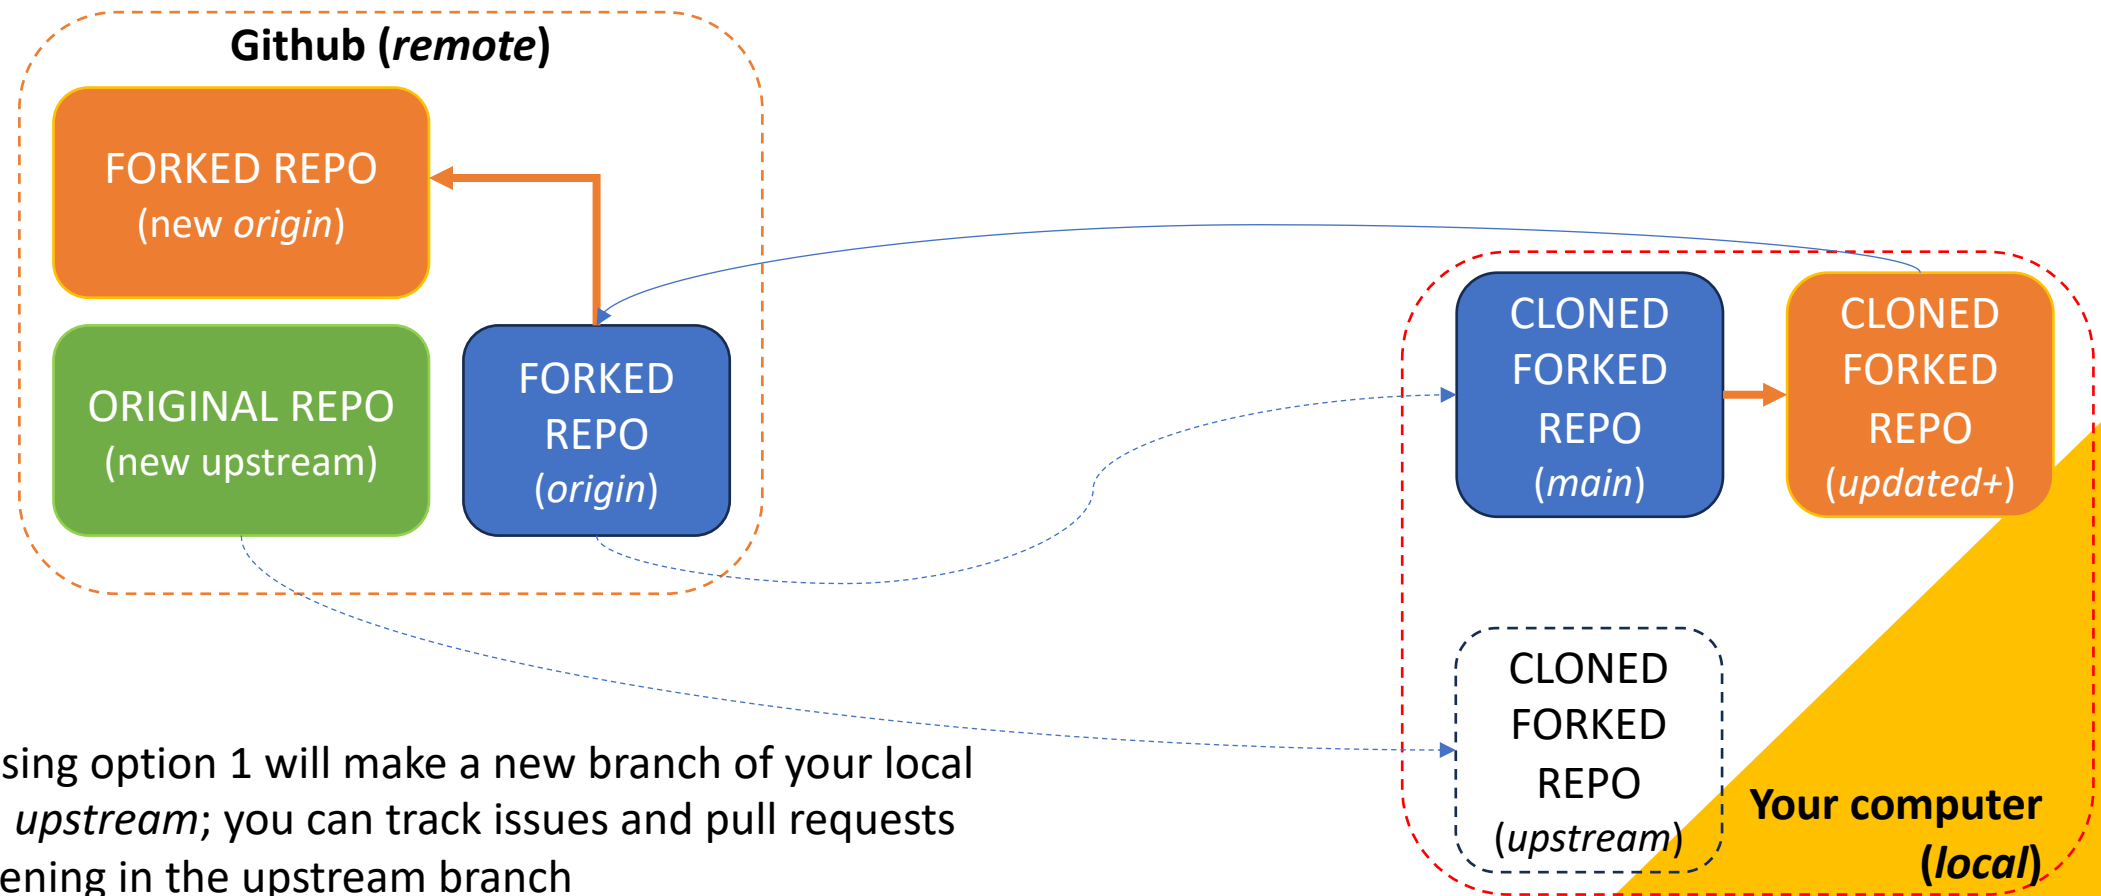 Github (remote)
FORKED REPO
(new origin)
ORIGINAL REPO
(new upstream)
FORKED
REPO
(origin)
CLONED
FORKED
REPO
(main)
CLONED
FORKED
REPO
(updated+)
CLONED
FORKED
REPO
(upstream)
Your computer
(local)
sing option 1 will make a new branch of your local
upstream; you can track issues and pull requests
ening in the upstream branch